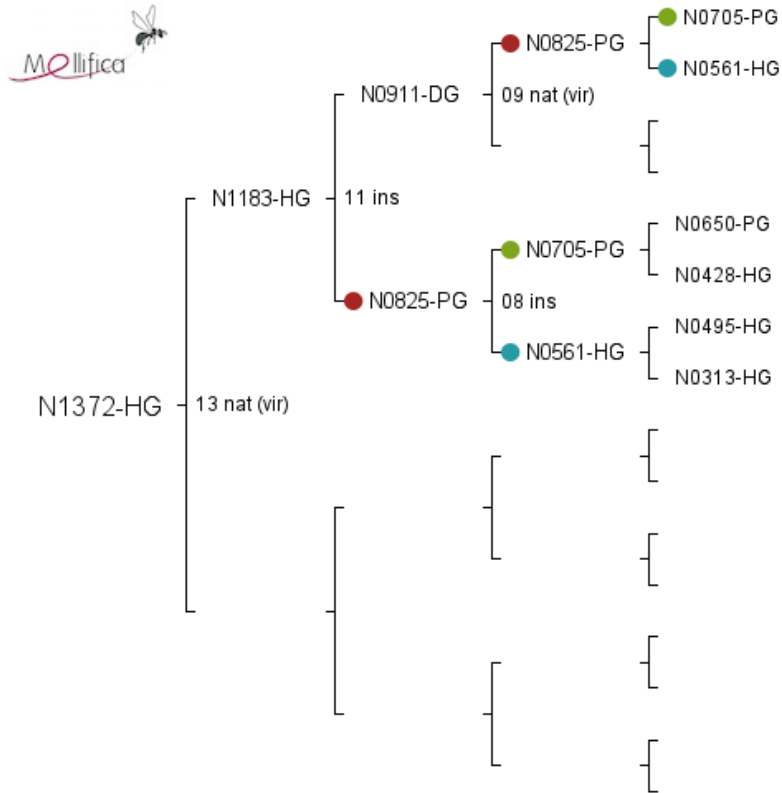 Mellifica
N0705-PG
N0825-PG
N0561-HG
N0911-DG
09 nat (vir)
N1183-HG
11 ins
N0650-PG
N0705-PG
N0428-HG
N0825-PG
08 ins
N0495-HG
N0561-HG
N0313-HG
N1372-HG
13 nat (vir)